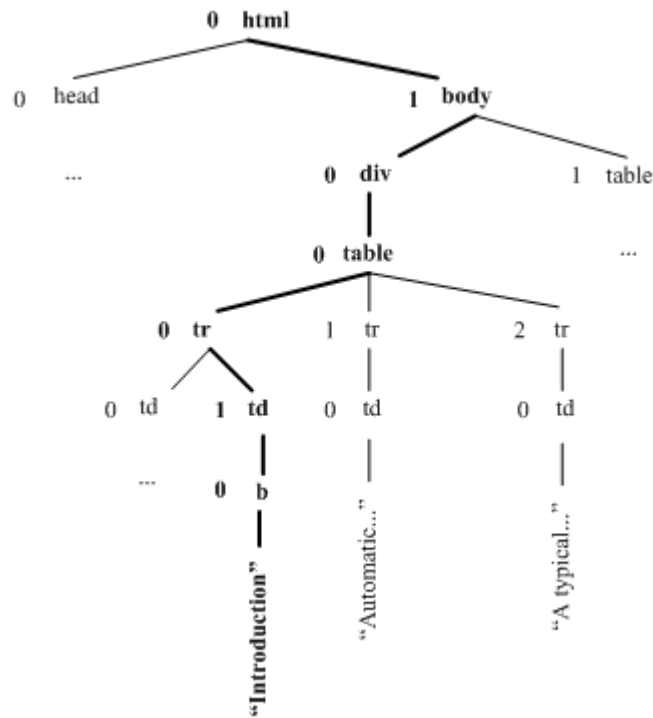 0 html
0 head 1 body
... 0 div 1 table
0 table ...
0 tr 1 tr 2 tr
0 td 1 td 0 td 0 td
... 0 b
“Introduction” “Automatic...” “A typical...”